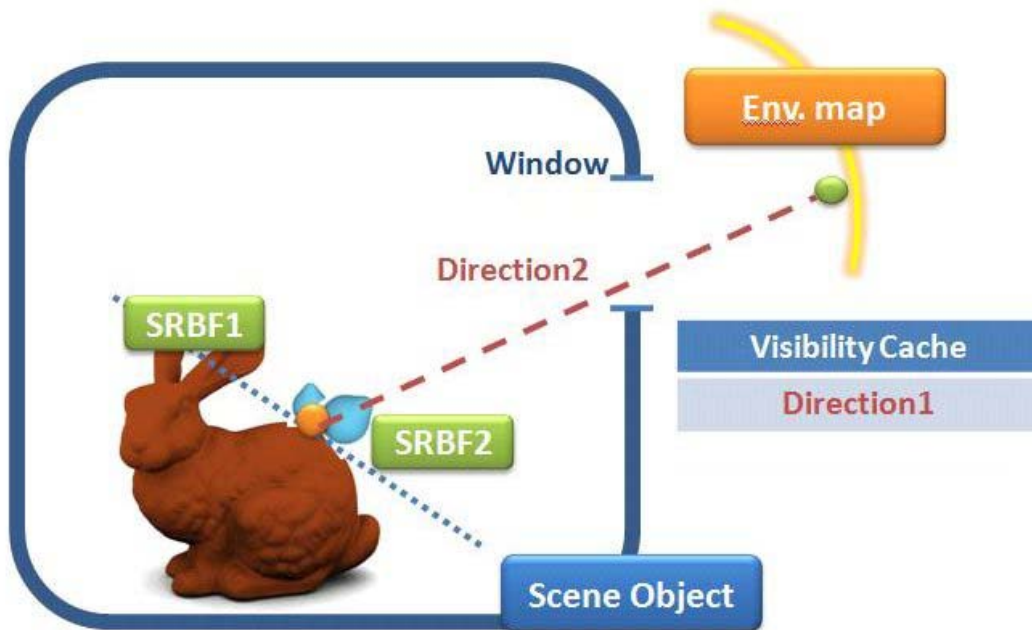 Env. map
Window
Direction2
SRBF1
Visibility Cache
Direction1
SRBF2
Scene Object